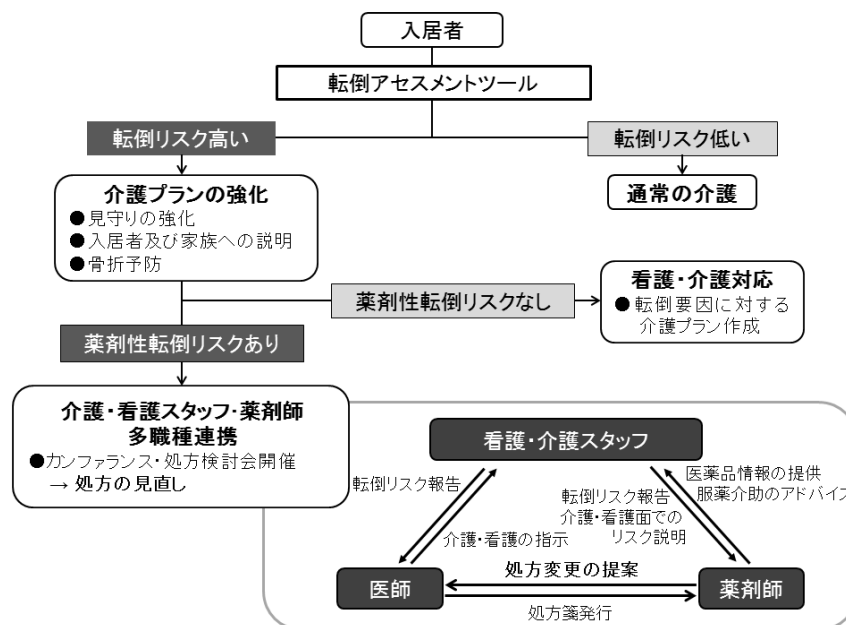 入居者
転倒アセスメントツール
転倒リスク高い
転倒リスク低い
介護プランの強化
●見守りの強化
●入居者及び家族への説明
●骨折予防
通常の介護
薬剤性転倒リスクなし
看護・介護対応
●転倒要因に対する
介護プラン作成
薬剤性転倒リスクあり
介護・看護スタッフ・薬剤師
多職種連携
●カンファランス・処方検討会開催
→ 処方の見直し
看護・介護スタッフ
転倒リスク報告
介護・看護の指示
医薬品情報の提供
服薬介助のアドバイス
転倒リスク報告
介護・看護面での
リスク説明
医師
処方変更の提案
処方箋発行
薬剤師